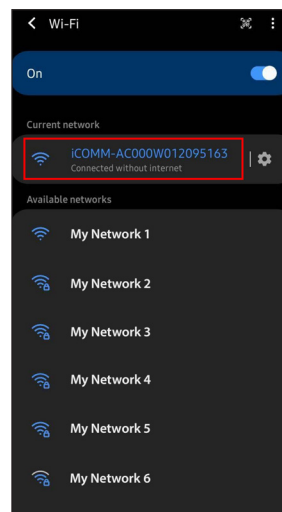 Wi-Fi
On
Current network
iCOMM-AC000W012095163
Connected without internet
Available networks
My Network 1
My Network 2
My Network 3
My Network 4
My Network 5
My Network 6